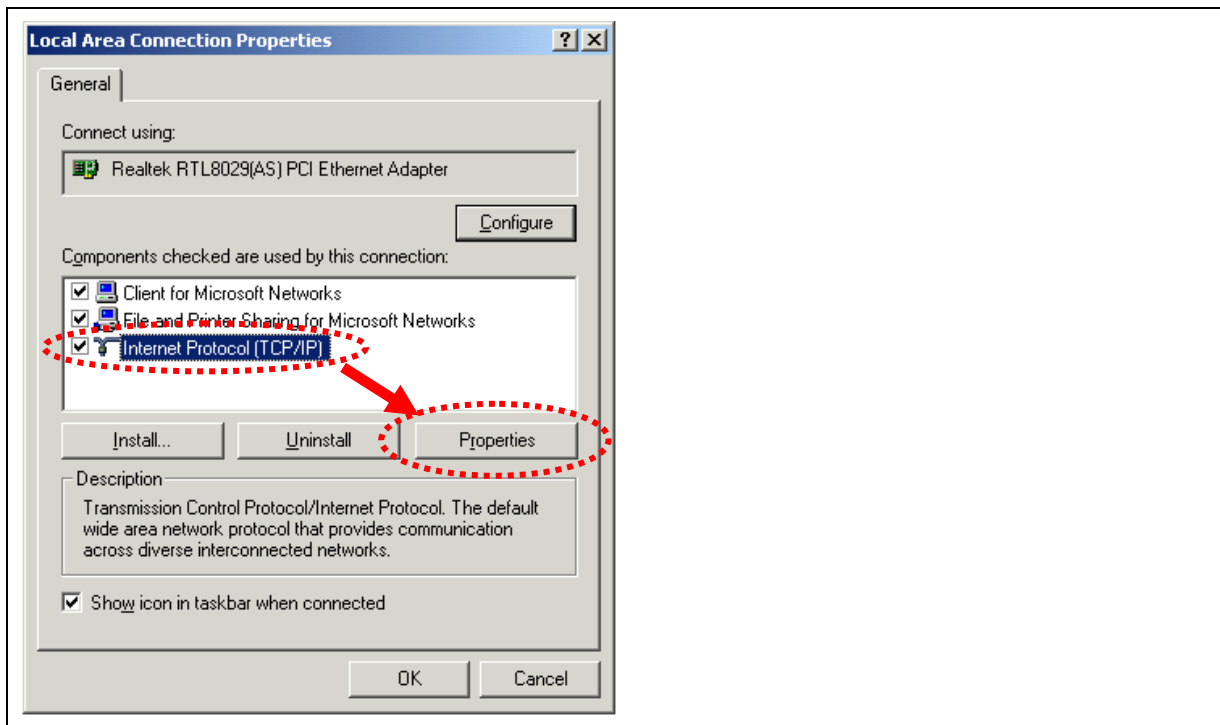 Local Area Connection Properties
General
Connect using:
Realtek RTL8029(AS) PCI Ethernet Adapter
Configure
Components checked are used by this connection:
Client for Microsoft Networks
File and Printer Sharing for Microsoft Networks
Internet Protocol (TCP/IP)
Install... Uninstall Properties
Description
Transmission Control Protocol/Internet Protocol. The default
wide area network protocol that provides communication
across diverse interconnected networks.
Show icon in taskbar when connected
OK Cancel